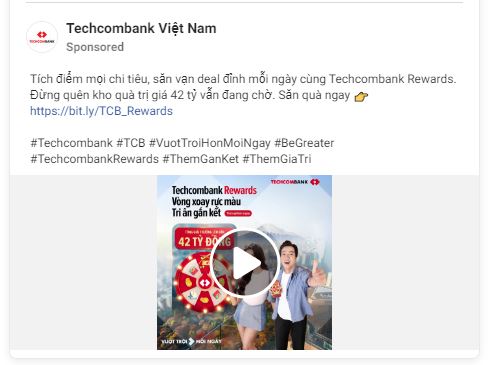 Techcombank Việt Nam
Sponsored
TECHCOMBANK
Tích điểm mọi chi tiêu, săn vạn deal đỉnh mỗi ngày cùng Techcombank Rewards.
Đừng quên kho quà trị giá 42 tỷ vẫn đang chờ. Săn quà ngay 👉
https://bit.ly/TCB_Rewards
#Techcombank #TCB #VuotTroiHonMoiNgay #BeGreater
#TechcombankRewards #ThemGanKet #ThemGiaTri
TECHCOMBANK
Techcombank Rewards
Vòng xoay rực màu
Tri ân gắn kết
42 TỶ ĐỒNG
VƯỢT TRỘI MỖI NGÀY